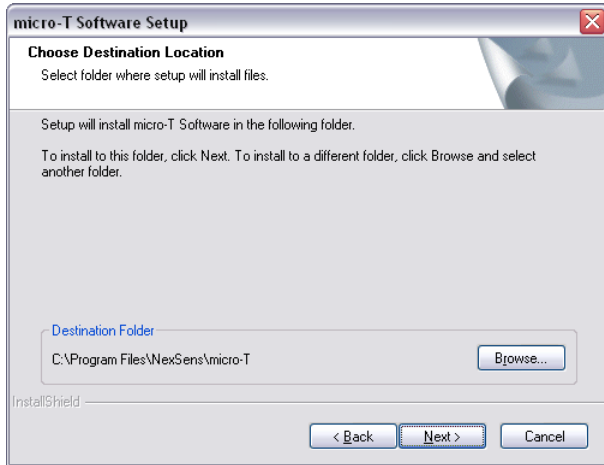 micro-T Software Setup
Choose Destination Location
Select folder where setup will install files.
Setup will install micro-T Software in the following folder.
To install to this folder, click Next. To install to a different folder, click Browse and select
another folder.
Destination Folder
C:\Program Files\NexSens\micro-T
Browse...
InstallShield
< Back
Next >
Cancel